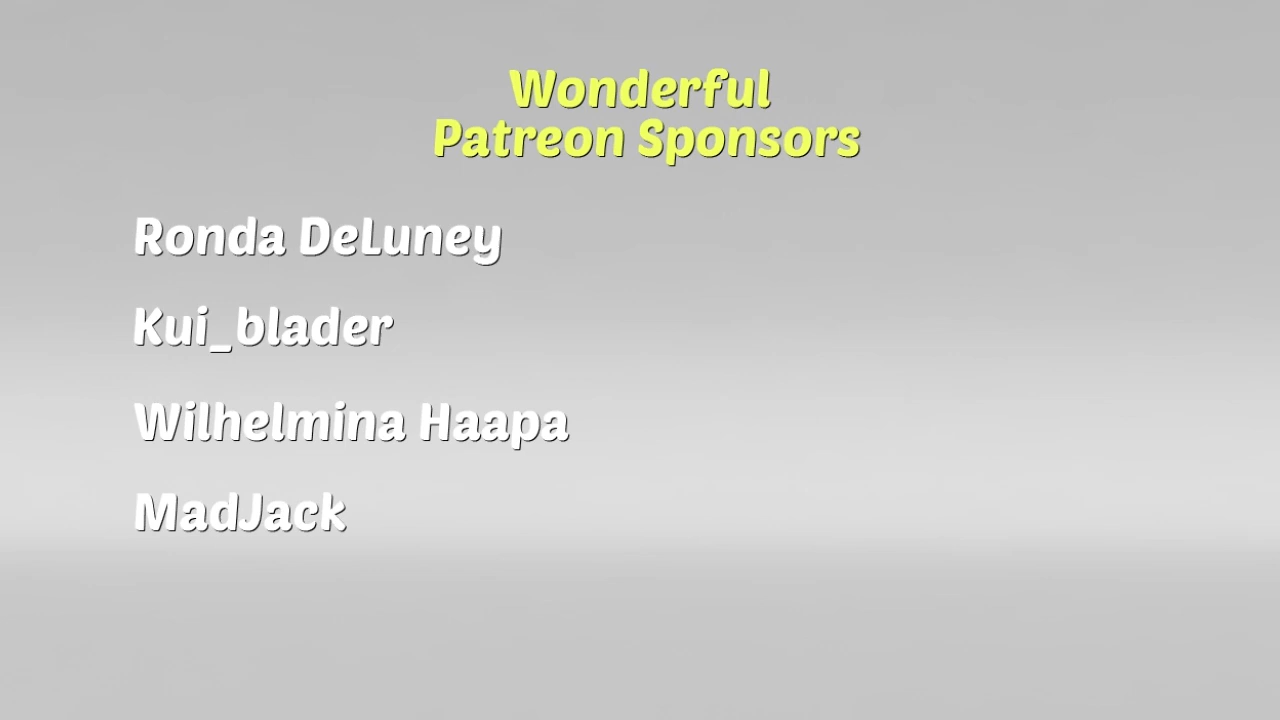 Wonderful
Patreon Sponsors
Ronda DeLuney
Kui_blader
Wilhelmina Haapa
MadJack